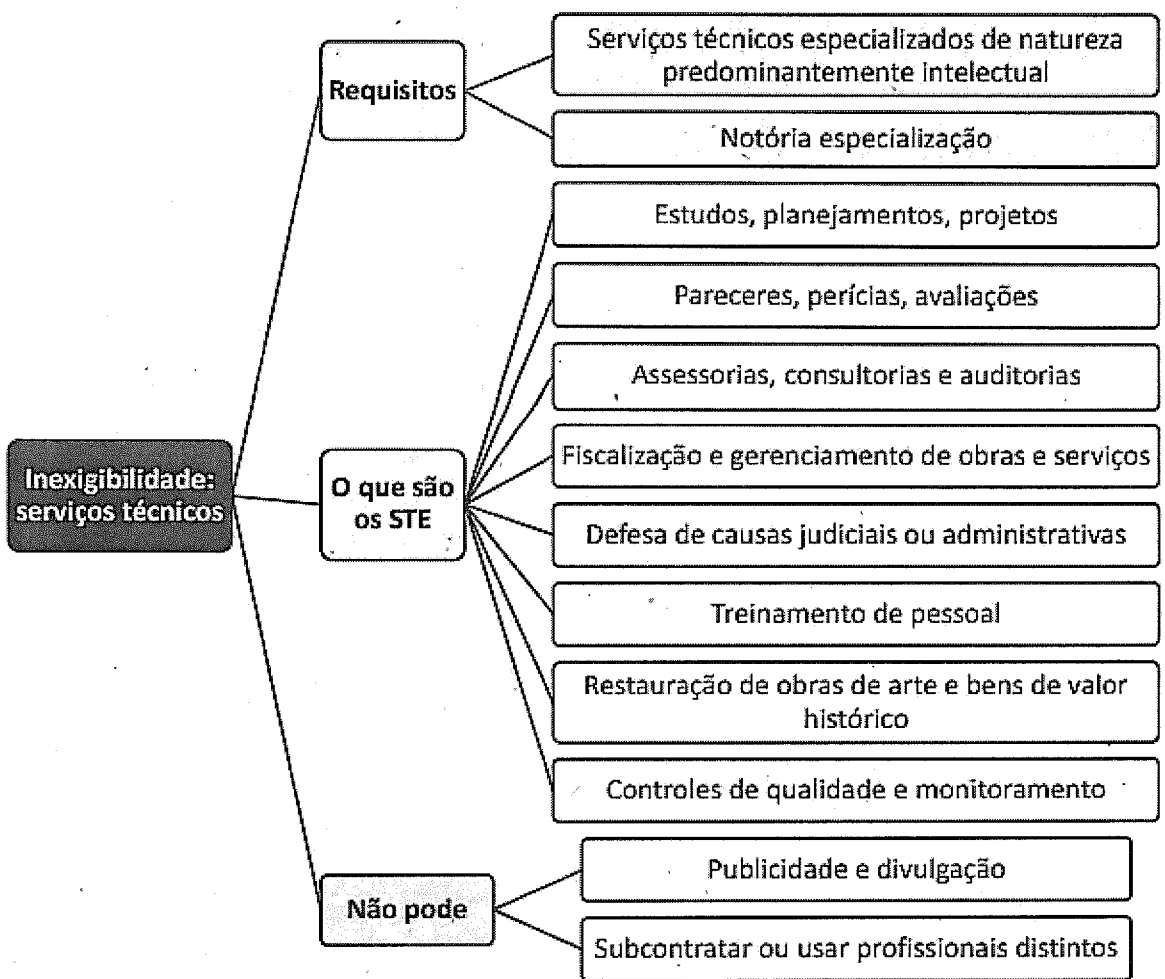 Inexigibilidade:
serviços técnicos
Requisitos
Serviços técnicos especializados de natureza
predominantemente intelectual
Notória especialização
O que são
os STE
Estudos, planejamentos, projetos
Pareceres, perícias, avaliações
Assessorias, consultorias e auditorias
Fiscalização e gerenciamento de obras e serviços
Defesa de causas judiciais ou administrativas
Treinamento de pessoal
Restauração de obras de arte e bens de valor
histórico
Controles de qualidade e monitoramento
Não pode
Publicidade e divulgação
Subcontratar ou usar profissionais distintos